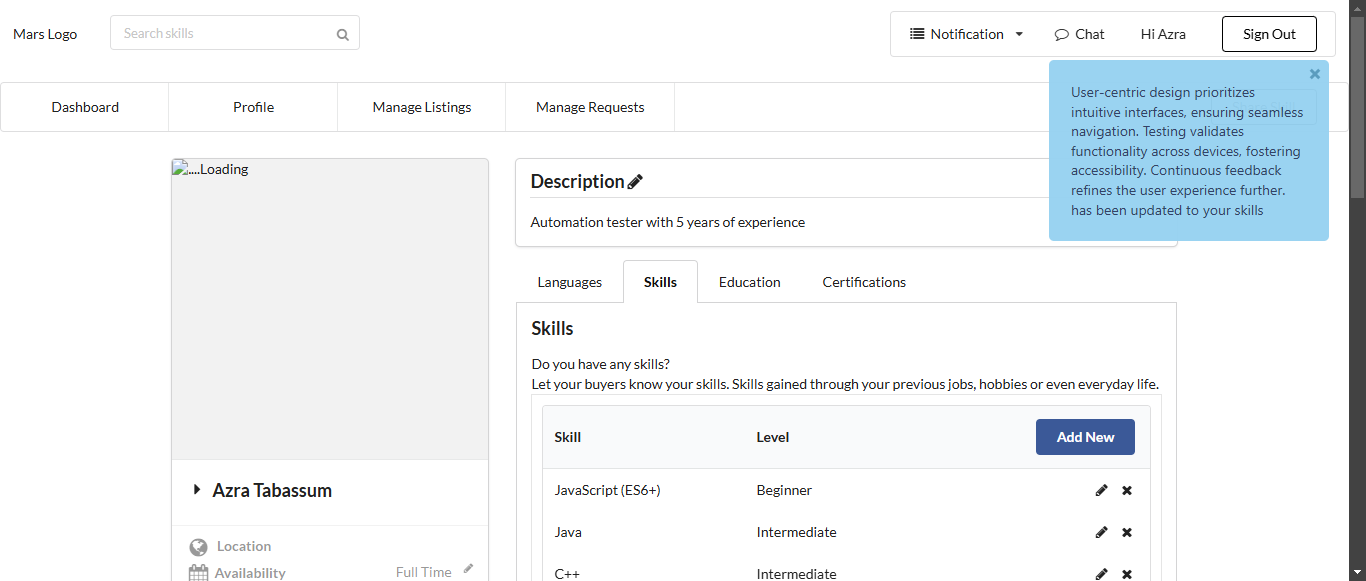 Mars Logo
Search skills
Notification
Chat
Hi Azra
Sign Out
Dashboard
Profile
Manage Listings
Manage Requests
User-centric design prioritizes
intuitive interfaces, ensuring seamless
navigation. Testing validates
functionality across devices, fostering
accessibility. Continuous feedback
refines the user experience further.
has been updated to your skills
....Loading
Description
Automation tester with 5 years of experience
Languages
Skills
Education
Certifications
Skills
Do you have any skills?
Let your buyers know your skills. Skills gained through your previous jobs, hobbies or even everyday life.
Skill
Level
Add New
JavaScript (ES6+)
Beginner
Java
Intermediate
C++
Intermediate
Azra Tabassum
Location
Availability
Full Time